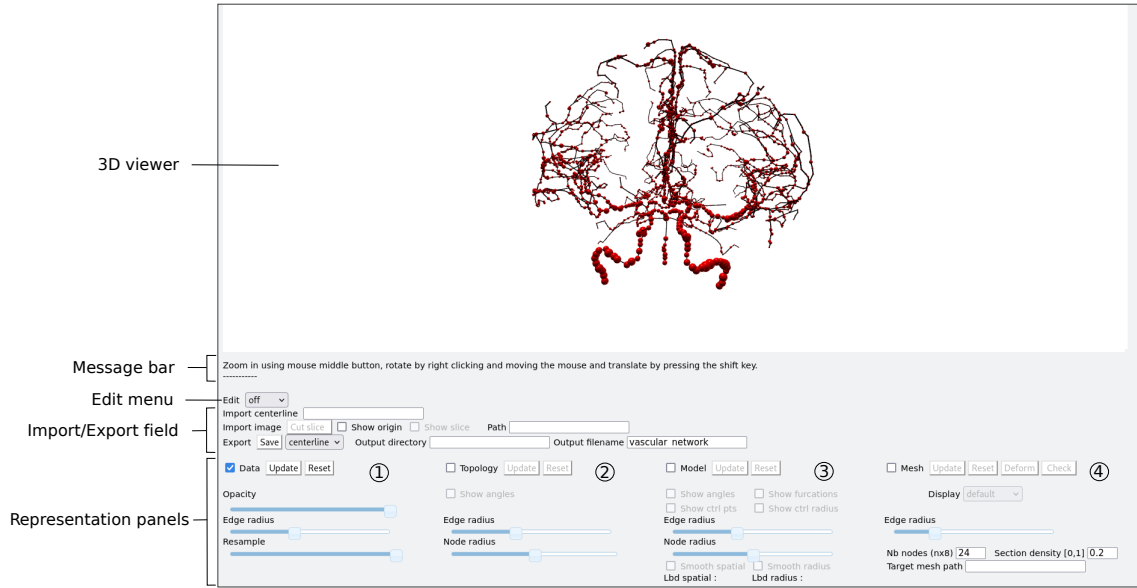 3D viewer
Message bar
Zoom in using mouse middle button, rotate by right clicking and moving the mouse and translate by pressing the shift key.
-----------
Edit menu
Edit off
Import/Export field
Import centerline
Import image Cut slice Show origin Show slice Path
Export Save centerline Output directory Output filename vascular_network
Representation panels
Data Update Reset 1
Opacity
Edge radius
Resample
Topology Update Reset 2
Show angles
Edge radius
Node radius
Model Update Reset 3
Show angles Show furcations
Show ctrl pts Show ctrl radius
Edge radius
Node radius
Smooth spatial Smooth radius
Lbd spatial : Lbd radius :
Mesh Update Reset Deform Check 4
Display default
Edge radius
Nb nodes (nx8) 24 Section density [0,1] 0.2
Target mesh path